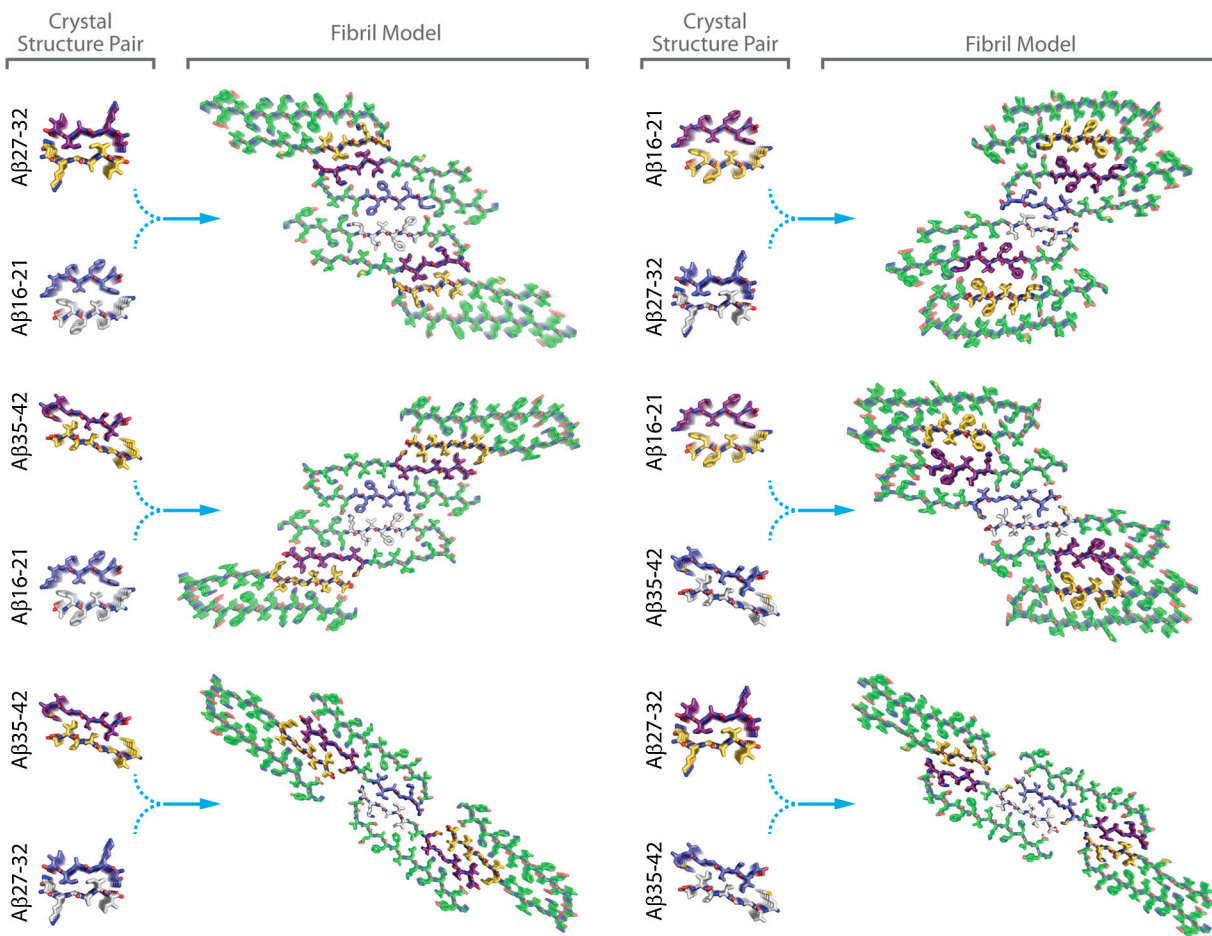 Crystal
Structure Pair
Fibril Model
Aβ27-32
Aβ16-21
Aβ35-42
Aβ16-21
Aβ35-42
Aβ27-32
Crystal
Structure Pair
Fibril Model
Aβ16-21
Aβ27-32
Aβ16-21
Aβ35-42
Aβ27-32
Aβ35-42